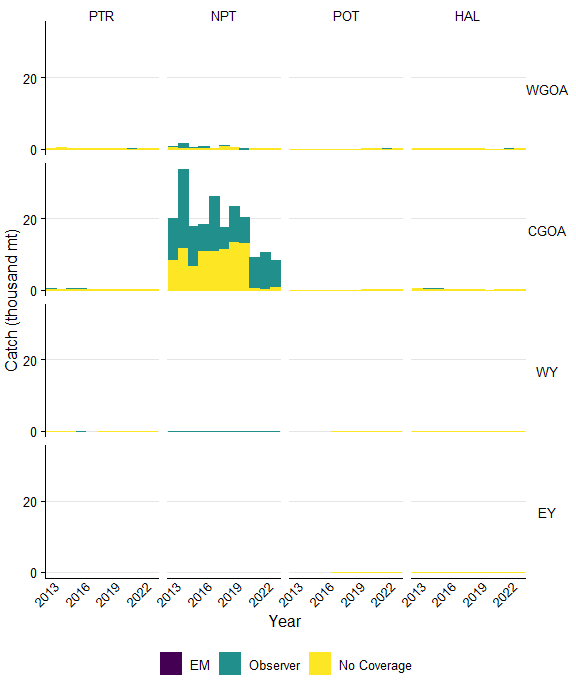 PTR NPT POT HAL
20
0
WGOA
20
0
CGOA
20
0
WY
20
0
EY
Catch (thousand mt)
2013 2016 2019 2022 2013 2016 2019 2022 2013 2016 2019 2022 2013 2016 2019 2022
Year
EM Observer No Coverage